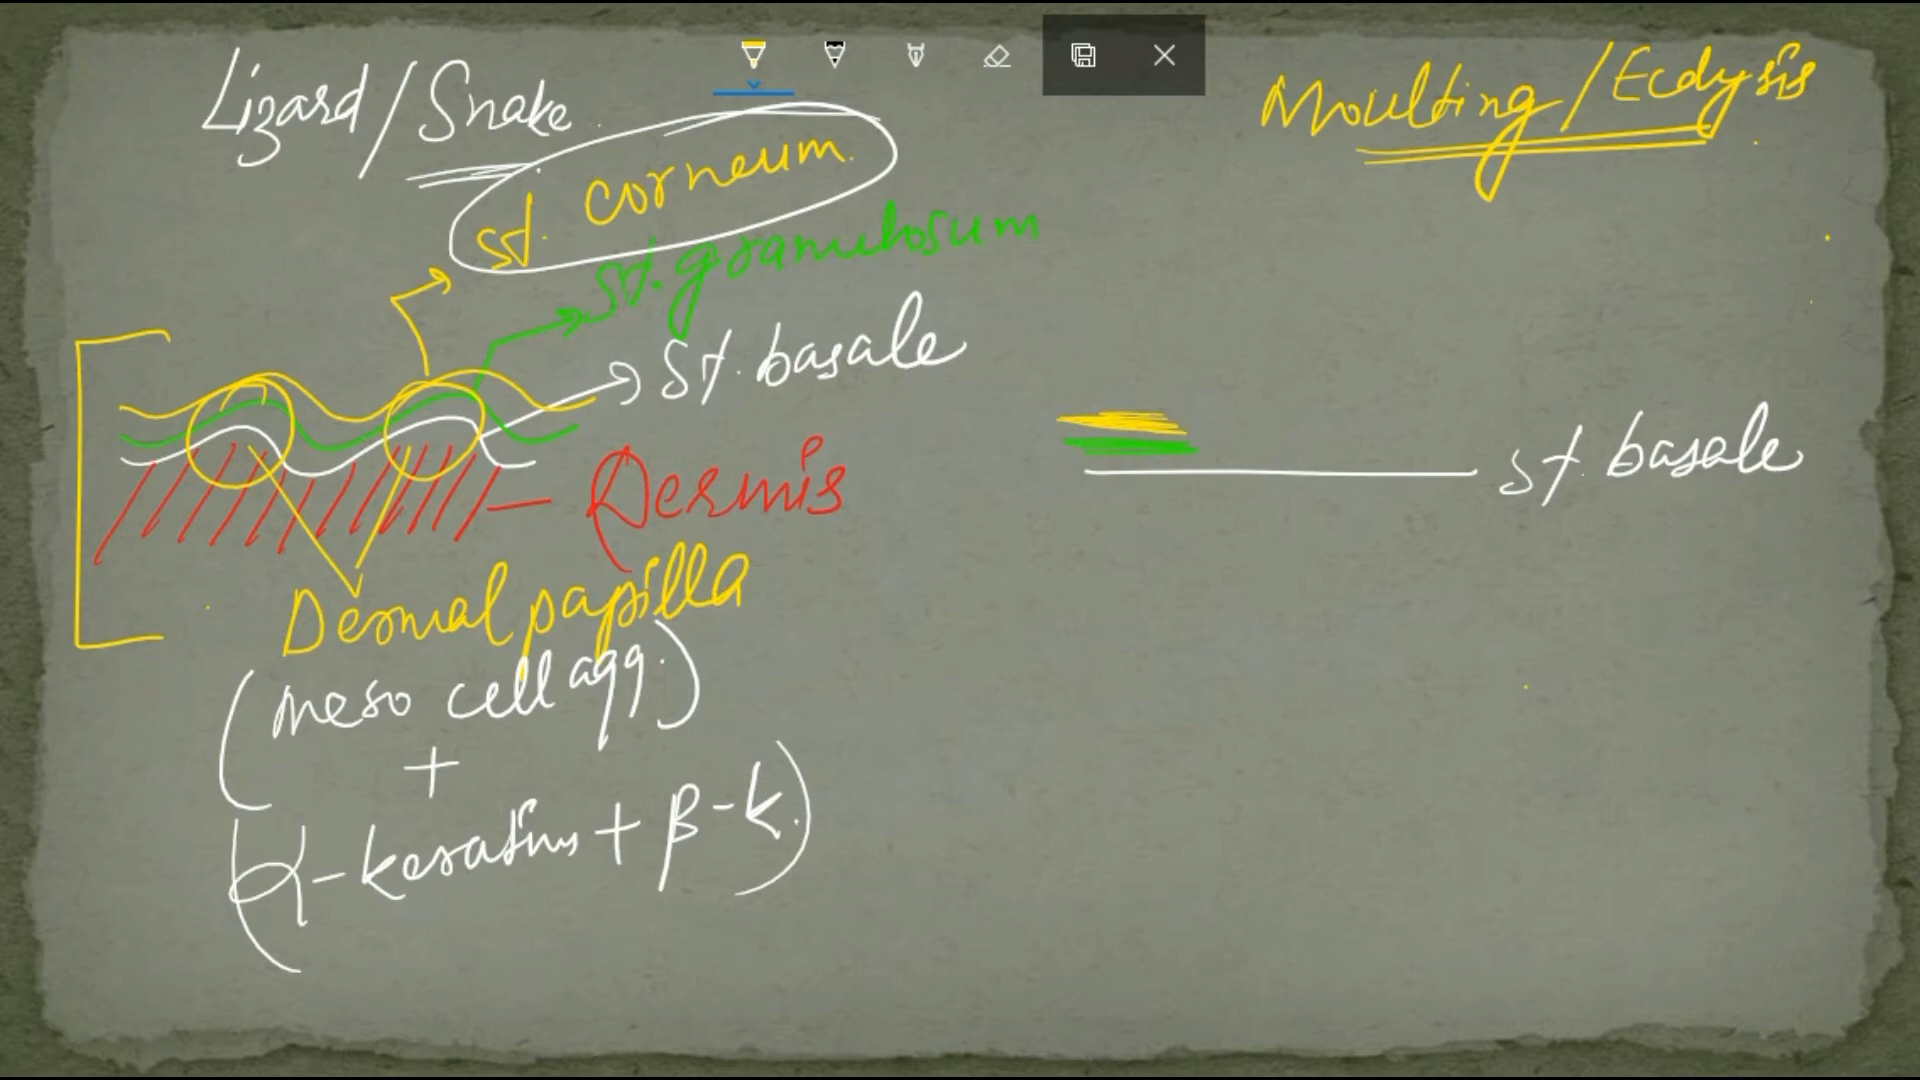 Lizard/Snake
st. corneum.
st. granulosum
st. basale
Dermis
Dermal papilla
(meso cell agg.)
+
(α-keratins + β-k.)
Moulting/Ecdysis
st. basale